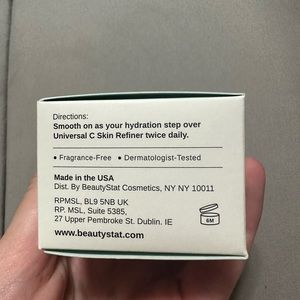 Directions:
Smooth on as your hydration step over
Universal C Skin Refiner twice daily.
• Fragrance-Free • Dermatologist-Tested
Made in the USA
Dist. By BeautyStat Cosmetics, NY NY 10011
RPMSL, BL9 5NB UK
RP. MSL, Suite 5385,
27 Upper Pembroke St. Dublin. IE
www.beautystat.com
6M